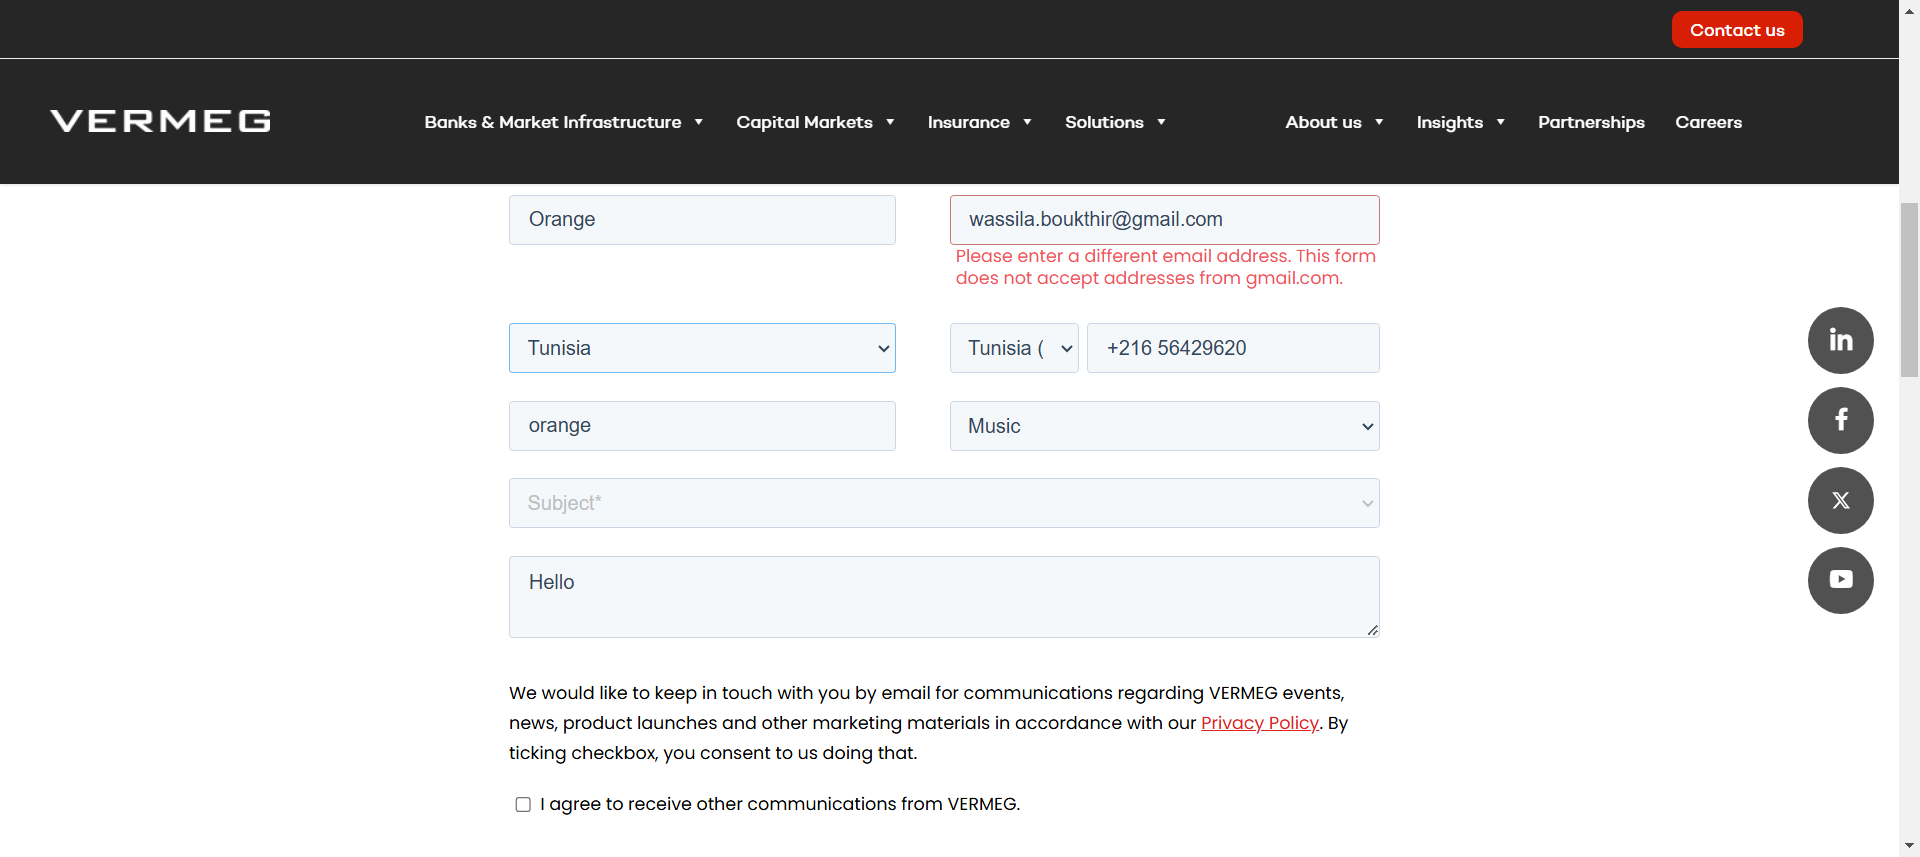 Contact us
VERMEG
Banks & Market Infrastructure
Capital Markets
Insurance
Solutions
About us
Insights
Partnerships
Careers
Orange
wassila.boukthir@gmail.com
Please enter a different email address. This form
does not accept addresses from gmail.com.
Tunisia
Tunisia (
+216 56429620
orange
Music
Subject*
Hello
We would like to keep in touch with you by email for communications regarding VERMEG events,
news, product launches and other marketing materials in accordance with our Privacy Policy. By
ticking checkbox, you consent to us doing that.
I agree to receive other communications from VERMEG.